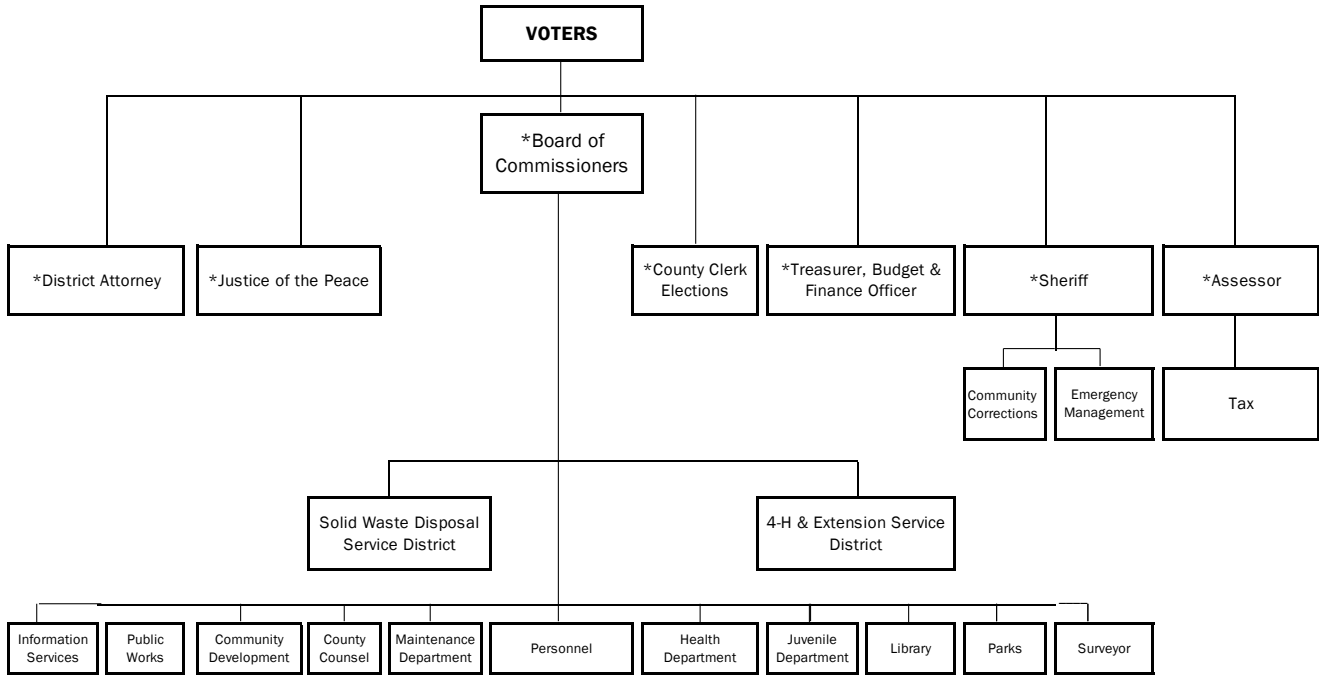 VOTERS
*Board of
Commissioners
*District Attorney
*Justice of the Peace
*County Clerk
Elections
*Treasurer, Budget &
Finance Officer
*Sheriff
*Assessor
Community
Corrections
Emergency
Management
Tax
Solid Waste Disposal
Service District
4-H & Extension Service
District
Information
Services
Public
Works
Community
Development
County
Counsel
Maintenance
Department
Personnel
Health
Department
Juvenile
Department
Library
Parks
Surveyor